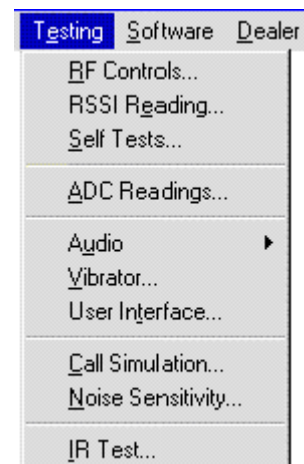 Testing Software Dealer
RF Controls...
RSSI Reading...
Self Tests...
ADC Readings...
Audio
Vibrator...
User Interface...
Call Simulation...
Noise Sensitivity...
IR Test...